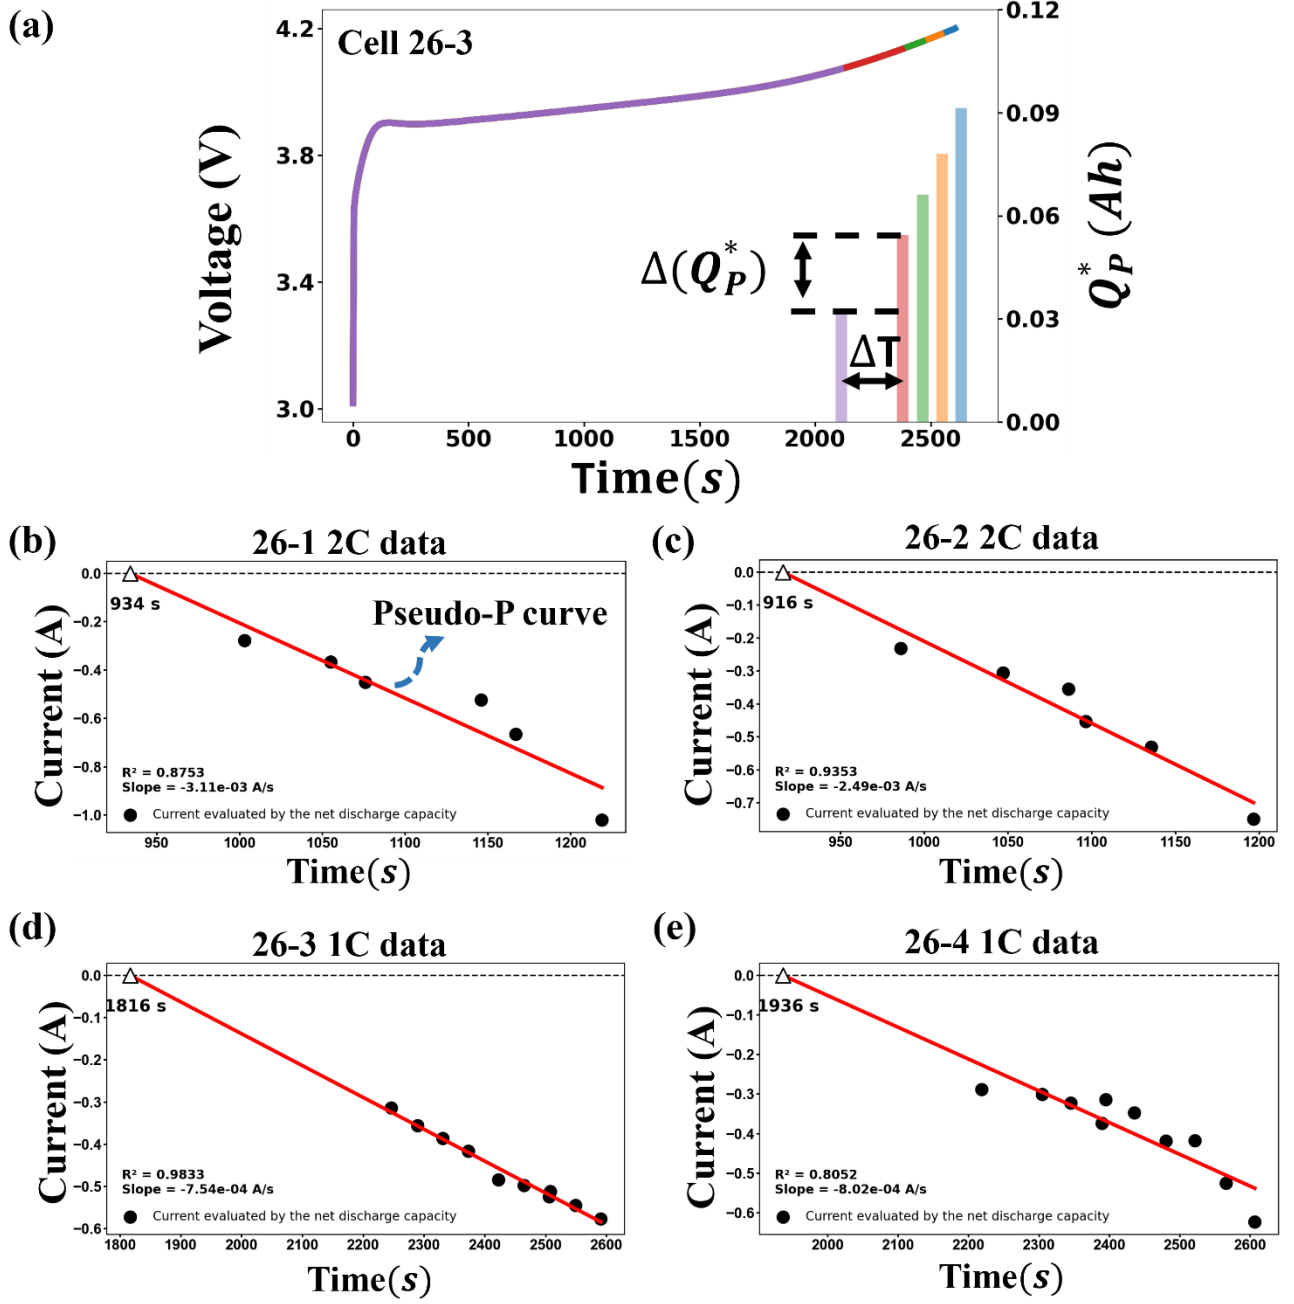 (a)
Cell 26-3
Voltage (V)
4.2
3.8
3.4
3.0
0.12
0.09
0.06
0.03
0.00
Q*P (Ah)
Δ(Q*P)
ΔT
0 500 1000 1500 2000 2500
Time(s)
(b)
26-1 2C data
Current (A)
0.0
−0.2
−0.4
−0.6
−0.8
−1.0
934 s
Pseudo-P curve
R² = 0.8753
Slope = -3.11e-03 A/s
Current evaluated by the net discharge capacity
950 1000 1050 1100 1150 1200
Time(s)
(c)
26-2 2C data
Current (A)
0.0
−0.1
−0.2
−0.3
−0.4
−0.5
−0.6
−0.7
916 s
R² = 0.9353
Slope = -2.49e-03 A/s
Current evaluated by the net discharge capacity
950 1000 1050 1100 1150 1200
Time(s)
(d)
26-3 1C data
Current (A)
0.0
−0.1
−0.2
−0.3
−0.4
−0.5
−0.6
1816 s
R² = 0.9833
Slope = -7.54e-04 A/s
Current evaluated by the net discharge capacity
1800 1900 2000 2100 2200 2300 2400 2500 2600
Time(s)
(e)
26-4 1C data
Current (A)
0.0
−0.1
−0.2
−0.3
−0.4
−0.5
−0.6
1936 s
R² = 0.8052
Slope = -8.02e-04 A/s
Current evaluated by the net discharge capacity
2000 2100 2200 2300 2400 2500 2600
Time(s)